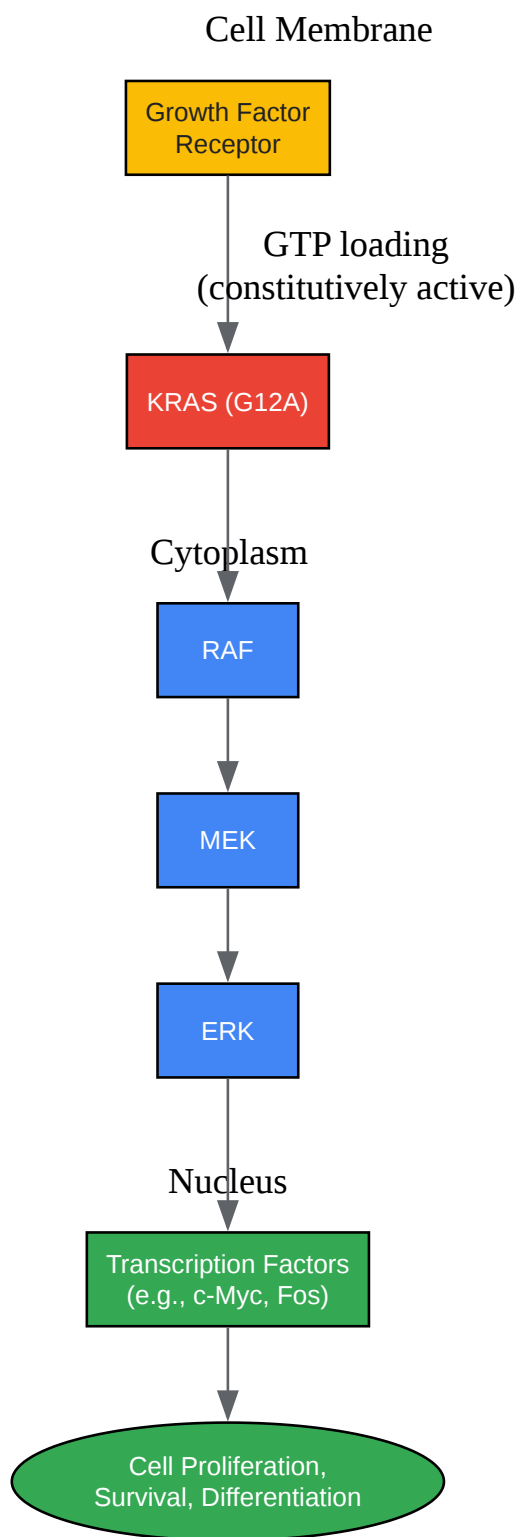 Cell Membrane
Growth Factor
Receptor
GTP loading
(constitutively active)
KRAS (G12A)
Cytoplasm
RAF
MEK
ERK
Nucleus
Transcription Factors
(e.g., c-Myc, Fos)
Cell Proliferation,
Survival, Differentiation